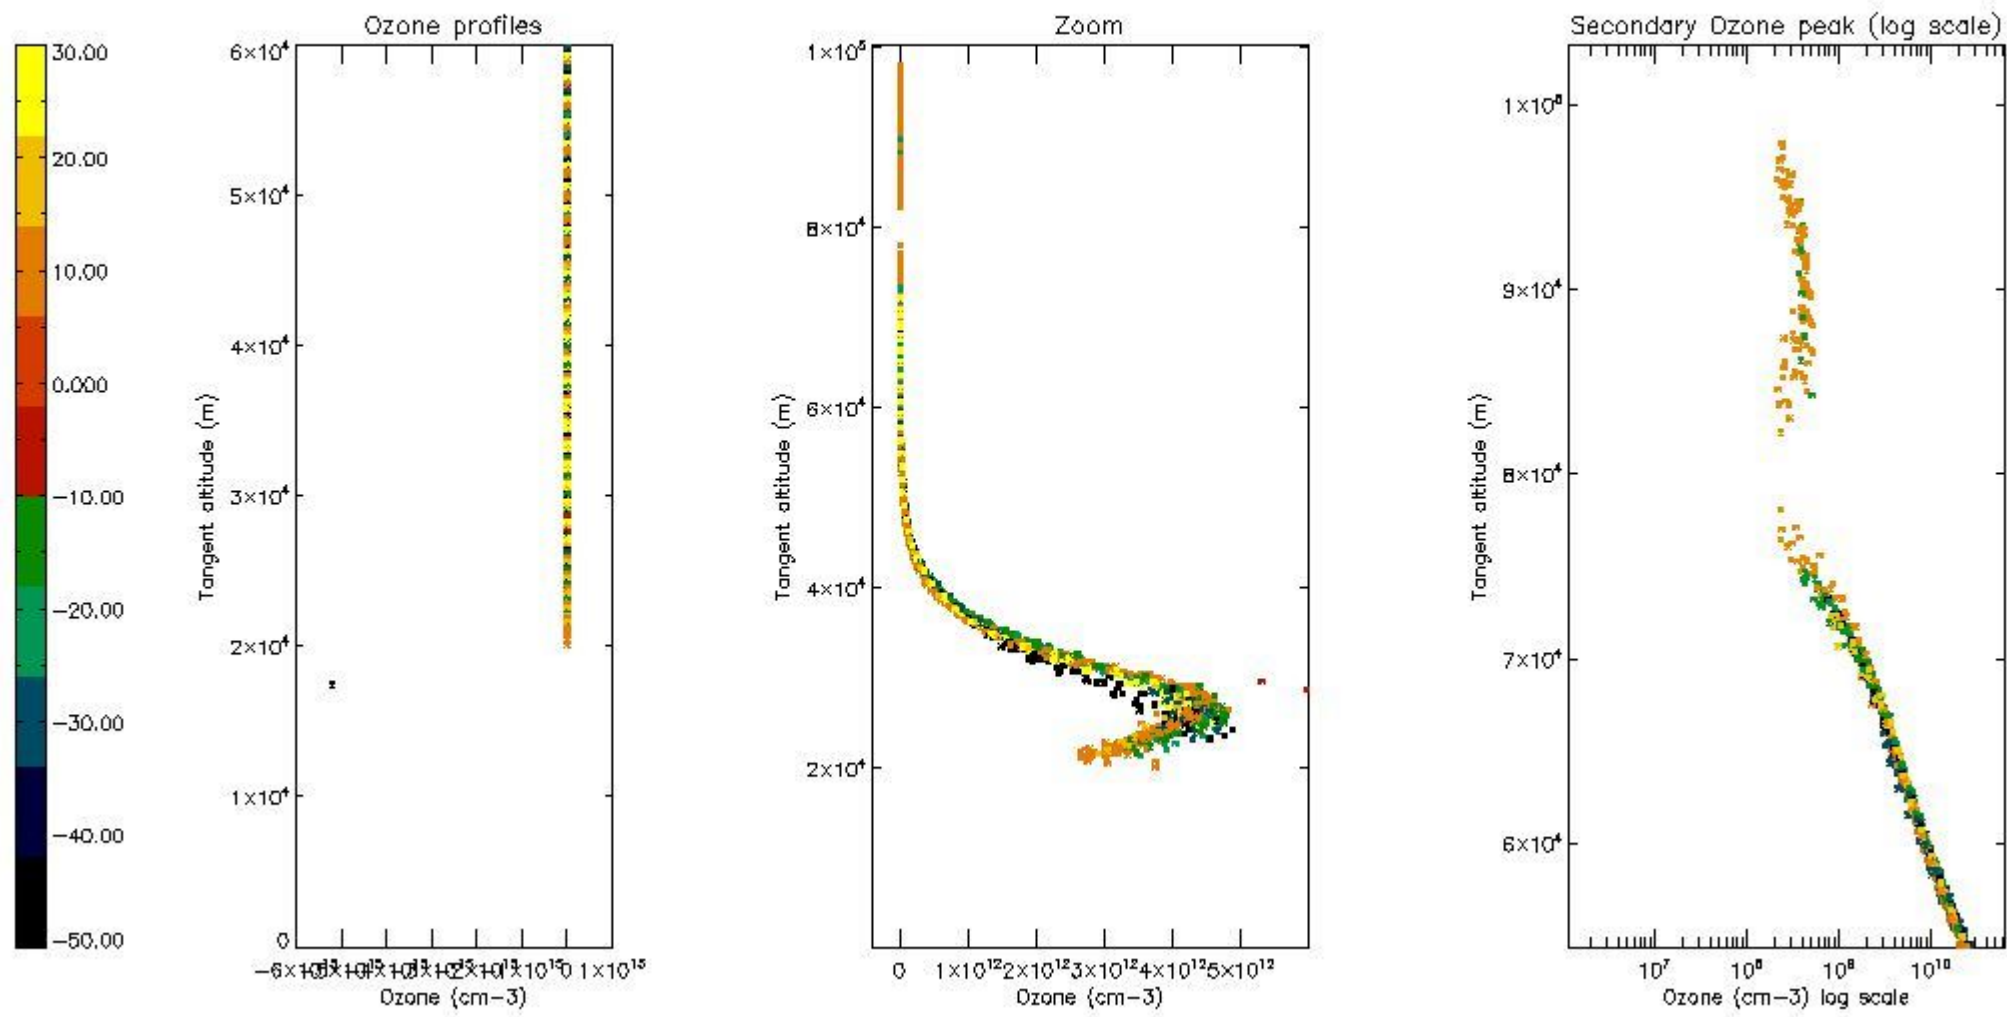 Ozone profiles
Zoom
Secondary Ozone peak (log scale)
30.00
20.00
10.00
0.000
−10.00
−20.00
−30.00
−40.00
−50.00
6×10⁴
5×10⁴
4×10⁴
3×10⁴
2×10⁴
1×10⁴
0
Tangent altitude (m)
0 1×10¹⁵
Ozone (cm−3)
1×10⁵
8×10⁴
6×10⁴
4×10⁴
2×10⁴
Tangent altitude (m)
0 1×10¹² 2×10¹² 3×10¹² 4×10¹² 5×10¹²
Ozone (cm−3)
9×10⁴
8×10⁴
7×10⁴
6×10⁴
Tangent altitude (m)
10⁷ 10⁹ 10¹⁰
Ozone (cm−3) log scale